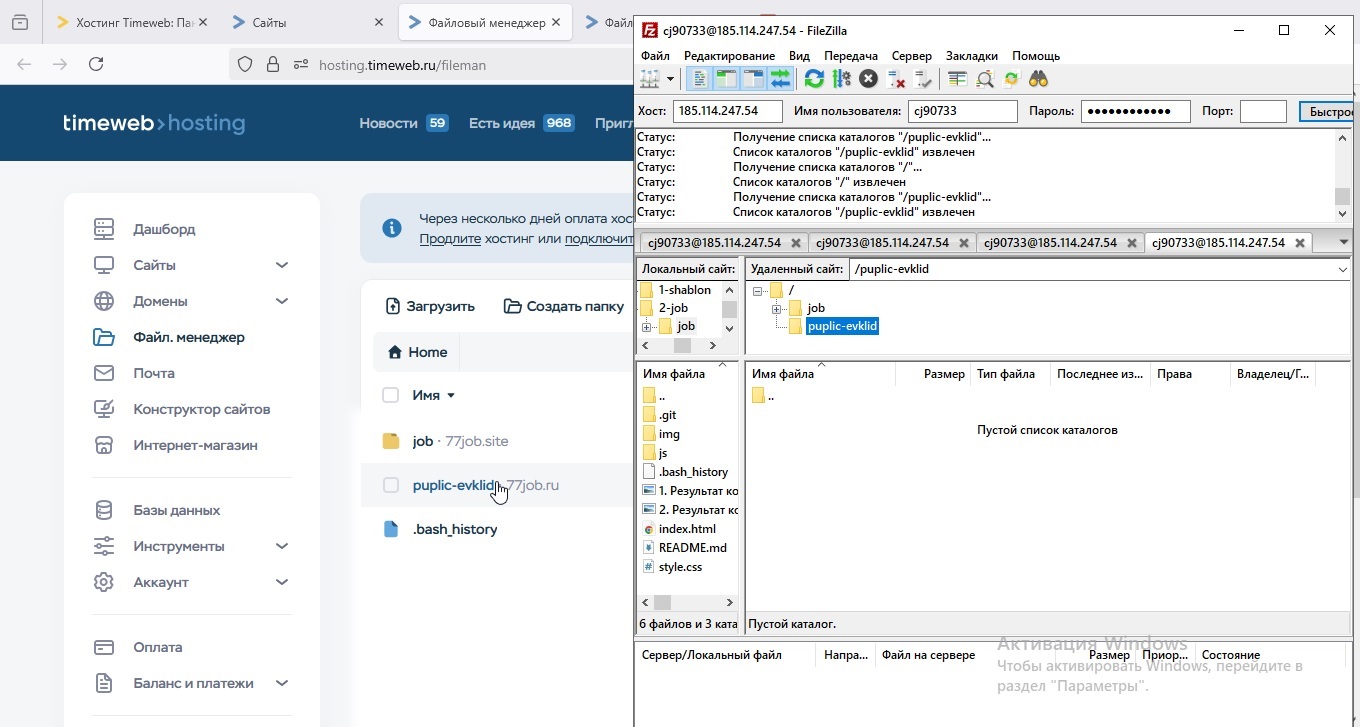 Хостинг Timeweb: Пан
Сайты
Файловый менеджер
Файл
hosting.timeweb.ru/fileman
timeweb>hosting
Новости 59
Есть идея 968
Пригл
Дашборд
Сайты
Домены
Файл. менеджер
Почта
Конструктор сайтов
Интернет-магазин
Базы данных
Инструменты
Аккаунт
Оплата
Баланс и платежи
Через несколько дней оплата хос
Продлите хостинг или подключит
Загрузить
Создать папку
Home
Имя
job · 77job.site
puplic-evklid 77job.ru
.bash_history
cj90733@185.114.247.54 - FileZilla
Файл Редактирование Вид Передача Сервер Закладки Помощь
Хост: 185.114.247.54 Имя пользователя: cj90733 Пароль: ●●●●●●●●●●●● Порт: Быстрое
Статус: Получение списка каталогов "/puplic-evklid"...
Статус: Список каталогов "/puplic-evklid" извлечен
Статус: Получение списка каталогов "/"...
Статус: Список каталогов "/" извлечен
Статус: Получение списка каталогов "/puplic-evklid"...
Статус: Список каталогов "/puplic-evklid" извлечен
cj90733@185.114.247.54 cj90733@185.114.247.54 cj90733@185.114.247.54 cj90733@185.114.247.54
Локальный сайт:
1-shablon
2-job
job
Удаленный сайт: /puplic-evklid
/
job
puplic-evklid
Имя файла
..
.git
img
js
.bash_history
1. Результат ко
2. Результат ко
index.html
README.md
style.css
6 файлов и 3 ката
Имя файла Размер Тип файла Последнее из... Права Владелец/Г...
..
Пустой список каталогов
Пустой каталог.
Сервер/Локальный файл Напра... Файл на сервере Размер Приор... Состояние
Активация Windows
Чтобы активировать Windows, перейдите в
раздел "Параметры".